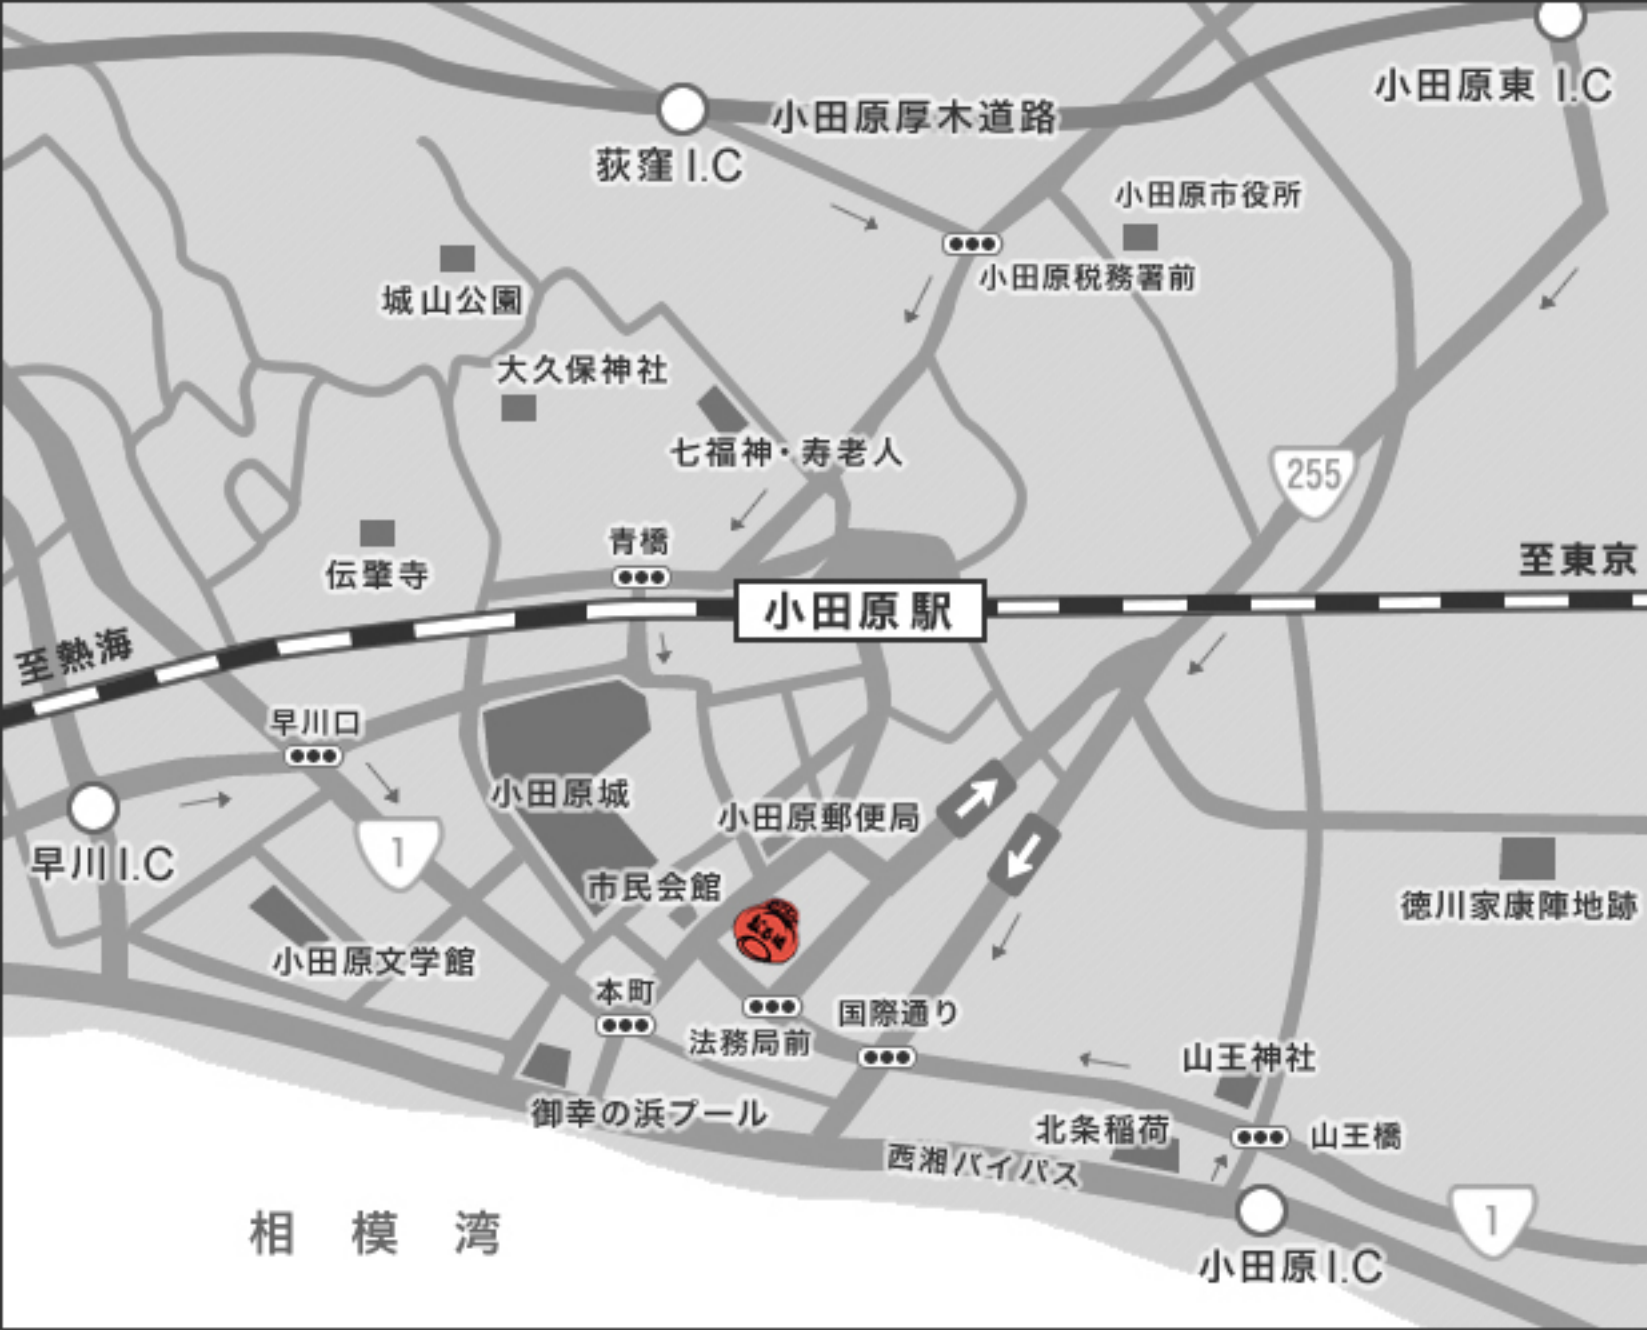 小田原東 I.C
小田原厚木道路
荻窪 I.C
小田原市役所
小田原税務署前
城山公園
大久保神社
七福神・寿老人
255
青橋
至東京
伝肇寺
小田原駅
至熱海
早川口
小田原城
小田原郵便局
1
早川 I.C
市民会館
徳川家康陣地跡
小田原文学館
本町
国際通り
法務局前
山王神社
御幸の浜プール
北条稲荷
山王橋
西湘バイパス
相模湾
1
小田原 I.C